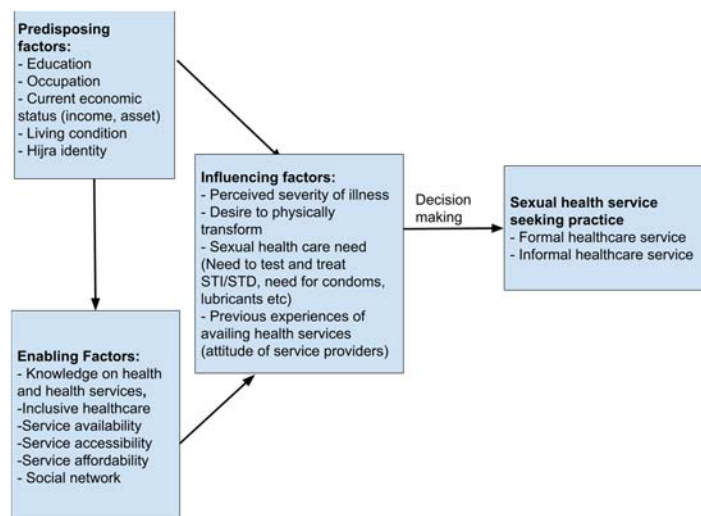 Predisposing
factors:
- Education
- Occupation
- Current economic
status (income, asset)
- Living condition
- Hijra identity
Influencing factors:
- Perceived severity of illness
- Desire to physically
transform
- Sexual health care need
(Need to test and treat
STI/STD, need for condoms,
lubricants etc)
- Previous experiences of
availing health services
(attitude of service providers)
Decision
making
Sexual health service
seeking practice
- Formal healthcare service
- Informal healthcare service
Enabling Factors:
- Knowledge on health
and health services,
-Inclusive healthcare
-Service availability
-Service accessibility
-Service affordability
- Social network